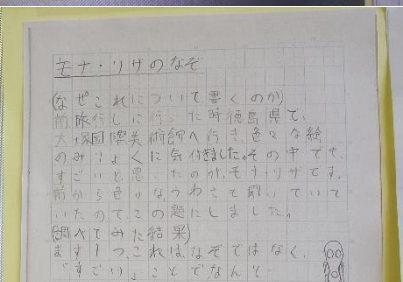 モナ・リサのなぞ
(なぜこれについて書くのか)
前旅行しに行った時徳島県で、
大塚国際美術館へ行き、色々な絵
のみりょくに気付きました。その中でも、
すごいと思ったのが、モナリサです。
前から色々なうわさを聞いていて
いたので、この題にしました。
(調べてみた結果)
まず1つ、これは、なぞではなく、
「すごい」ことでなんと